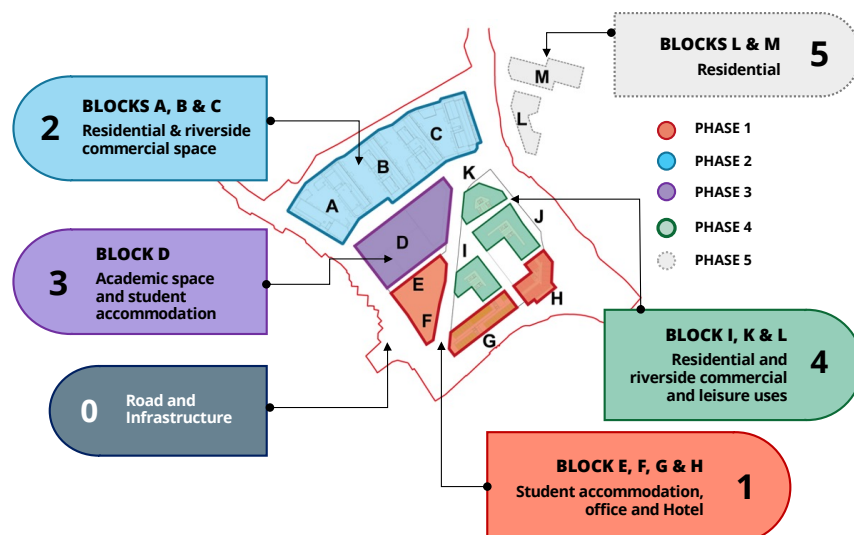 BLOCKS L & M
Residential
5
BLOCKS A, B & C
Residential & riverside
commercial space
2
PHASE 1
PHASE 2
PHASE 3
PHASE 4
PHASE 5
M
L
C
B
A
K
J
D
I
E
H
F
G
BLOCK D
Academic space
and student
accommodation
3
BLOCK I, K & L
Residential and
riverside commercial
and leisure uses
4
0
Road and
Infrastructure
BLOCK E, F, G & H
Student accommodation,
office and Hotel
1